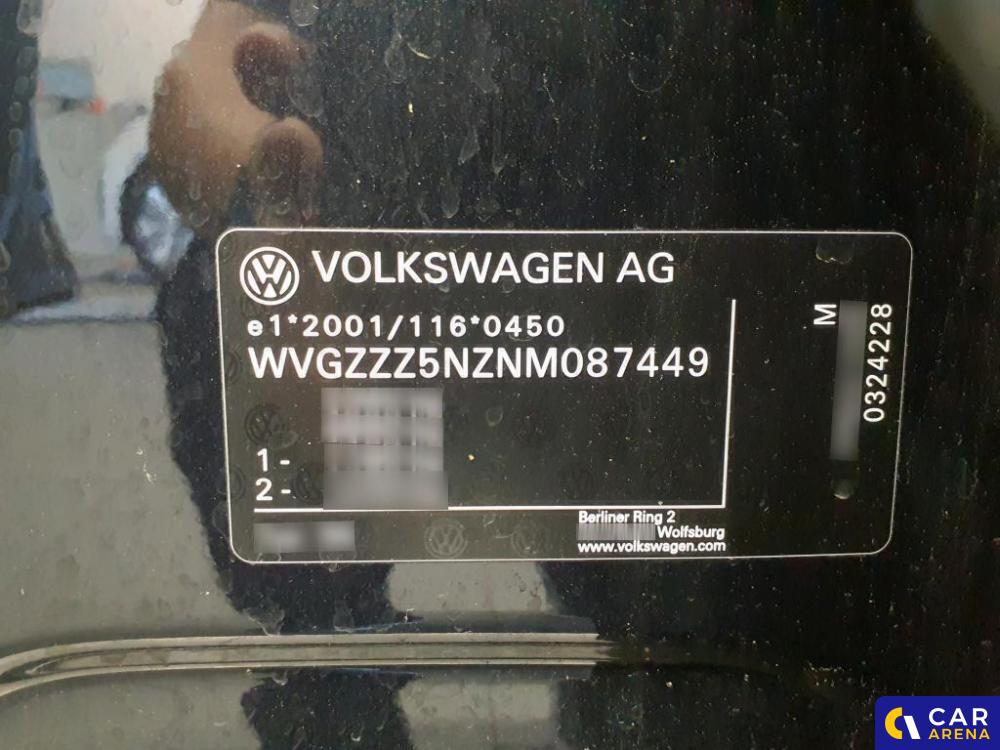 VOLKSWAGEN AG
e1*2001/116*0450
WVGZZZ5NZNM087449
1 -
2 -
Berliner Ring 2
Wolfsburg
www.volkswagen.com
M
0324228
CAR
ARENA